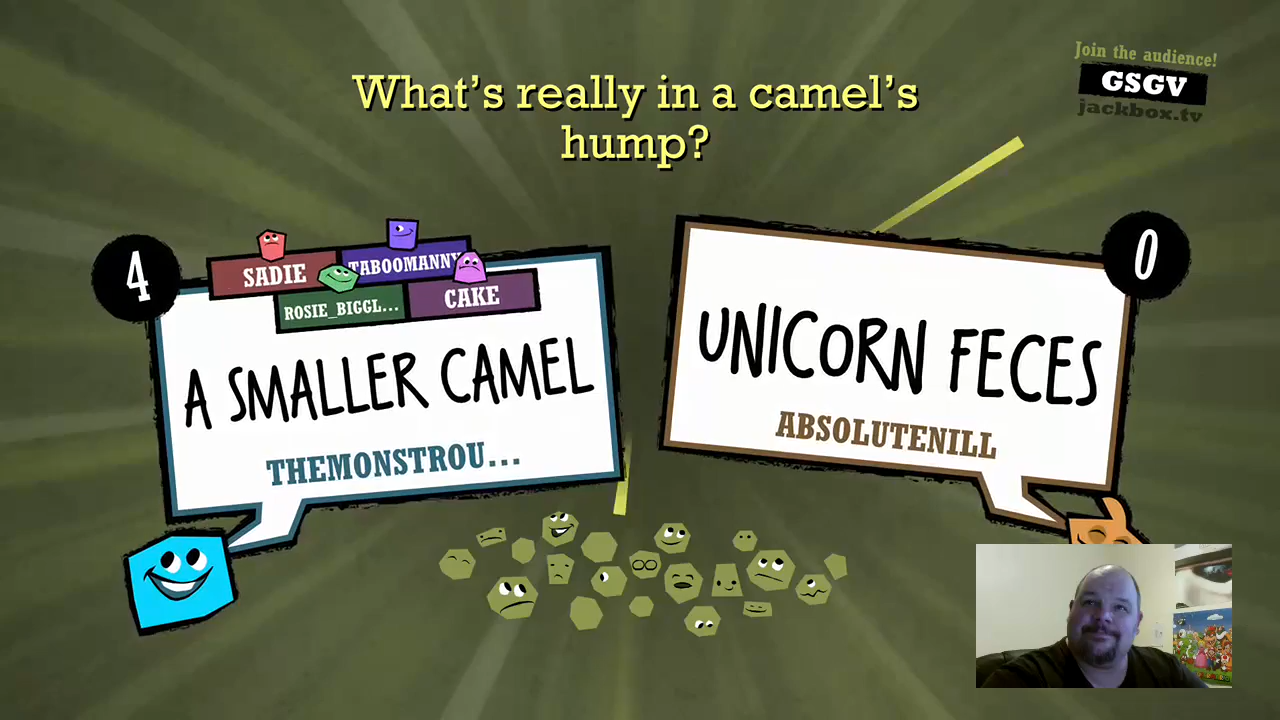 Join the audience!
GSGV
jackbox.tv
What's really in a camel's
hump?
4
SADIE
TABOOMANNY
ROSIE_BIGGL...
CAKE
A SMALLER CAMEL
THEMONSTROU...
0
UNICORN FECES
ABSOLUTENILL